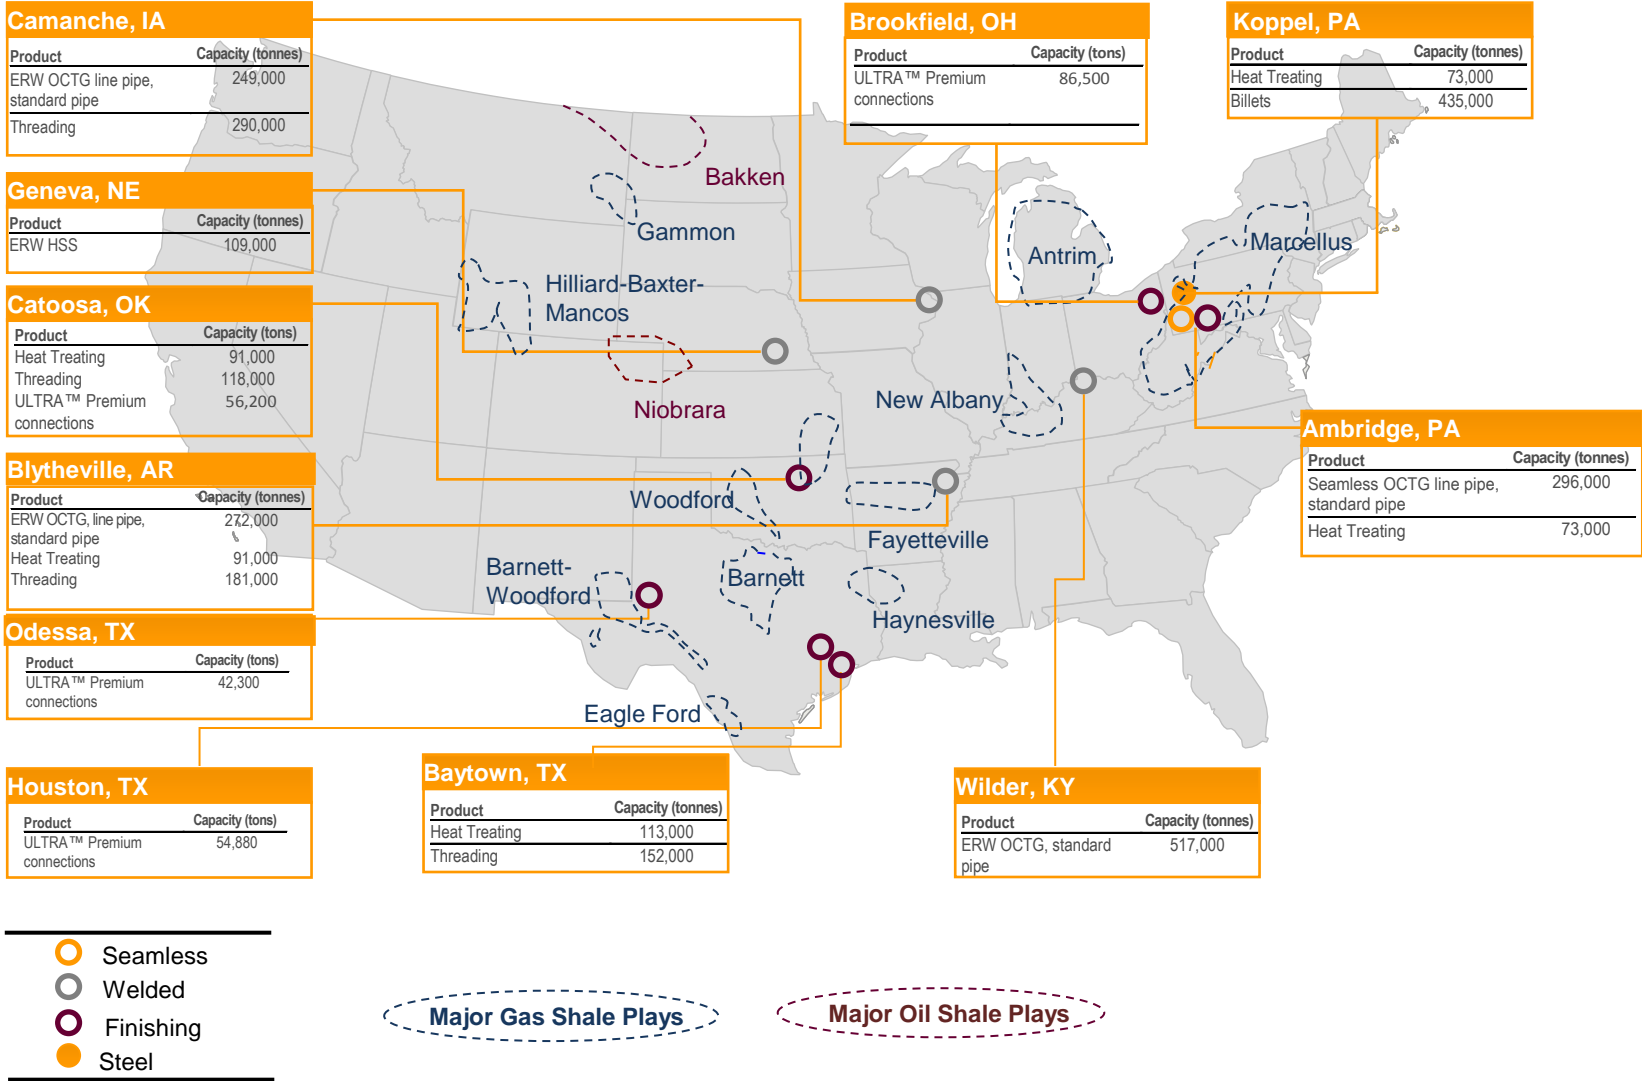 Camanche, IA
Product Capacity (tonnes)
ERW OCTG line pipe, 249,000
standard pipe
Threading 290,000
Brookfield, OH
Product Capacity (tons)
ULTRA™ Premium 86,500
connections
Koppel, PA
Product Capacity (tonnes)
Heat Treating 73,000
Billets 435,000
Geneva, NE
Product Capacity (tonnes)
ERW HSS 109,000
Catoosa, OK
Product Capacity (tons)
Heat Treating 91,000
Threading 118,000
ULTRA™ Premium 56,200
connections
Blytheville, AR
Product Capacity (tonnes)
ERW OCTG, line pipe, 272,000
standard pipe
Heat Treating 91,000
Threading 181,000
Odessa, TX
Product Capacity (tons)
ULTRA™ Premium 42,300
connections
Bakken
Gammon
Hilliard-Baxter-
Mancos
Niobrara
Antrim
Marcellus
New Albany
Woodford
Fayetteville
Barnett-
Woodford
Barnett
Haynesville
Eagle Ford
Ambridge, PA
Product Capacity (tonnes)
Seamless OCTG line pipe, 296,000
standard pipe
Heat Treating 73,000
Houston, TX
Product Capacity (tons)
ULTRA™ Premium 54,880
connections
Baytown, TX
Product Capacity (tonnes)
Heat Treating 113,000
Threading 152,000
Wilder, KY
Product Capacity (tonnes)
ERW OCTG, standard 517,000
pipe
Seamless
Welded
Finishing
Steel
Major Gas Shale Plays
Major Oil Shale Plays